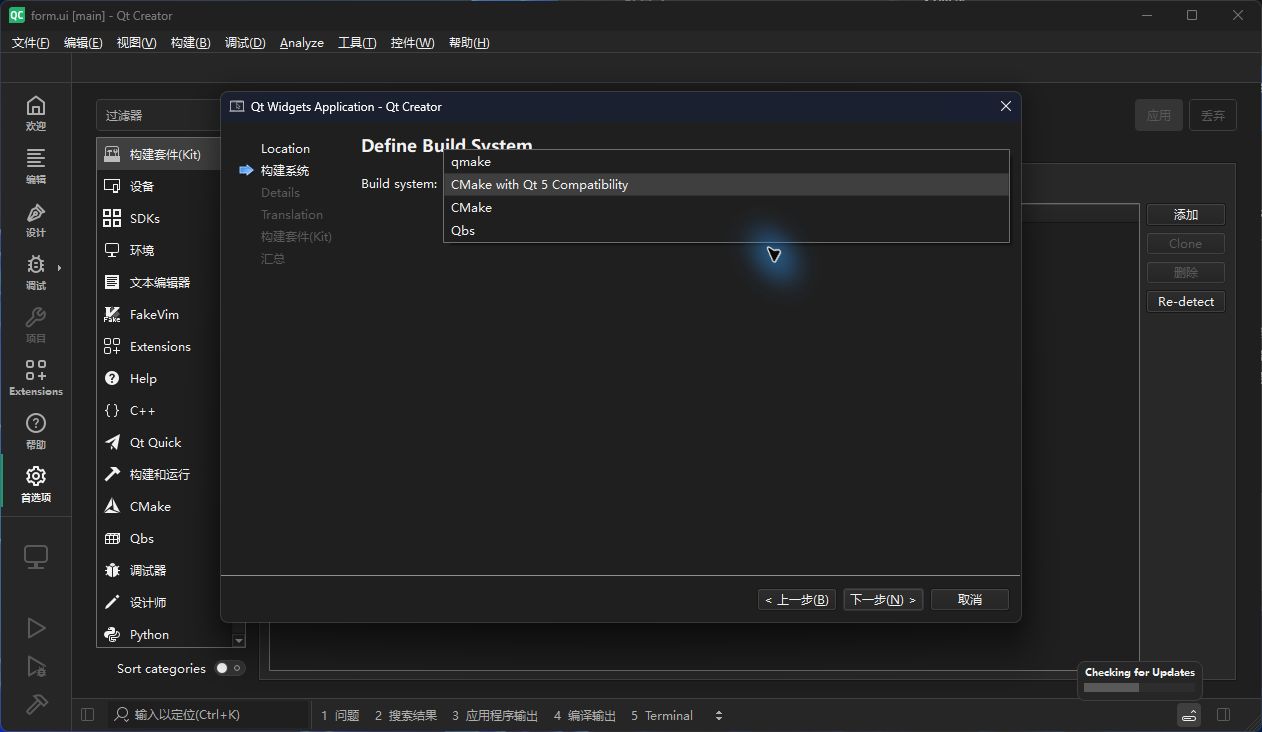 QC form.ui [main] - Qt Creator
文件(F) 编辑(E) 视图(V) 构建(B) 调试(D) Analyze 工具(T) 控件(W) 帮助(H)
欢迎
编辑
设计
调试
项目
Extensions
帮助
首选项
过滤器
应用
丢弃
构建套件(Kit)
设备
SDKs
环境
文本编辑器
FakeVim
Extensions
Help
C++
Qt Quick
构建和运行
CMake
Qbs
调试器
设计师
Python
Sort categories
Qt Widgets Application - Qt Creator
Location
构建系统
Details
Translation
构建套件(Kit)
汇总
Define Build System
Build system:
qmake
CMake with Qt 5 Compatibility
CMake
Qbs
< 上一步(B)
下一步(N) >
取消
添加
Clone
删除
Re-detect
Checking for Updates
输入以定位(Ctrl+K)
1 问题 2 搜索结果 3 应用程序输出 4 编译输出 5 Terminal